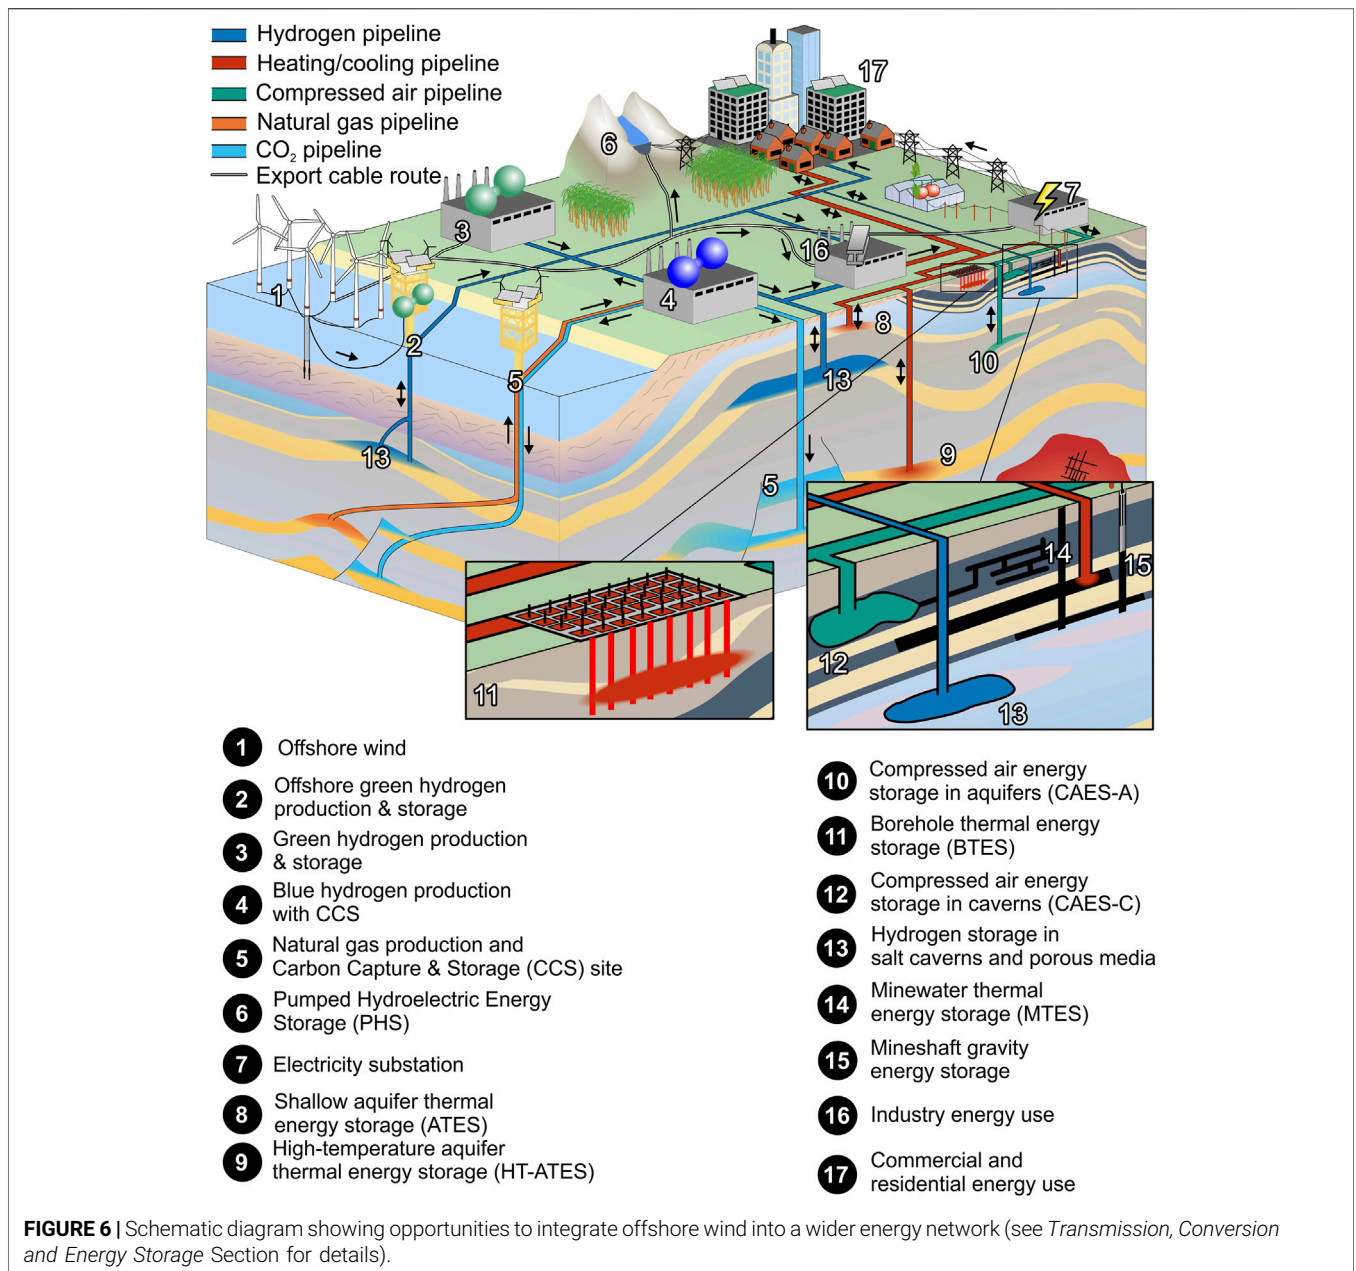 Hydrogen pipeline
Heating/cooling pipeline
Compressed air pipeline
Natural gas pipeline
CO₂ pipeline
Export cable route
17
6
7
3
16
1
4
2
8
10
5
13
13
9
5
14
15
12
11
13
1 Offshore wind
2 Offshore green hydrogen
production & storage
3 Green hydrogen production
& storage
4 Blue hydrogen production
with CCS
5 Natural gas production and
Carbon Capture & Storage (CCS) site
6 Pumped Hydroelectric Energy
Storage (PHS)
7 Electricity substation
8 Shallow aquifer thermal
energy storage (ATES)
9 High-temperature aquifer
thermal energy storage (HT-ATES)
10 Compressed air energy
storage in aquifers (CAES-A)
11 Borehole thermal energy
storage (BTES)
12 Compressed air energy
storage in caverns (CAES-C)
13 Hydrogen storage in
salt caverns and porous media
14 Minewater thermal
energy storage (MTES)
15 Mineshaft gravity
energy storage
16 Industry energy use
17 Commercial and
residential energy use
FIGURE 6 | Schematic diagram showing opportunities to integrate offshore wind into a wider energy network (see Transmission, Conversion
and Energy Storage Section for details).